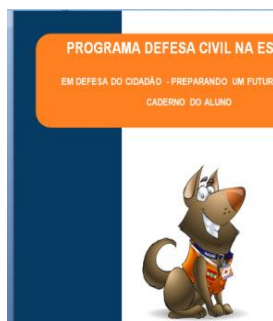 PROGRAMA DEFESA CIVIL NA ES
EM DEFESA DO CIDADÃO - PREPARANDO UM FUTUR
CADERNO DO ALUNO